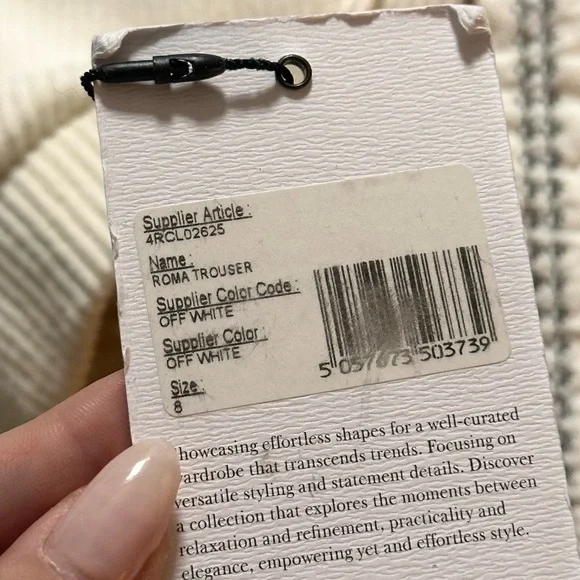 Supplier Article :
4RCL02625
Name :
ROMA TROUSER
Supplier Color Code :
OFF WHITE
Supplier Color :
OFF WHITE
Size :
8
503739
howcasing effortless shapes for a well-curated
ardrobe that transcends trends. Focusing on
versatile styling and statement details. Discover
a collection that explores the moments between
relaxation and refinement, practicality and
elegance, empowering yet and effortless style.